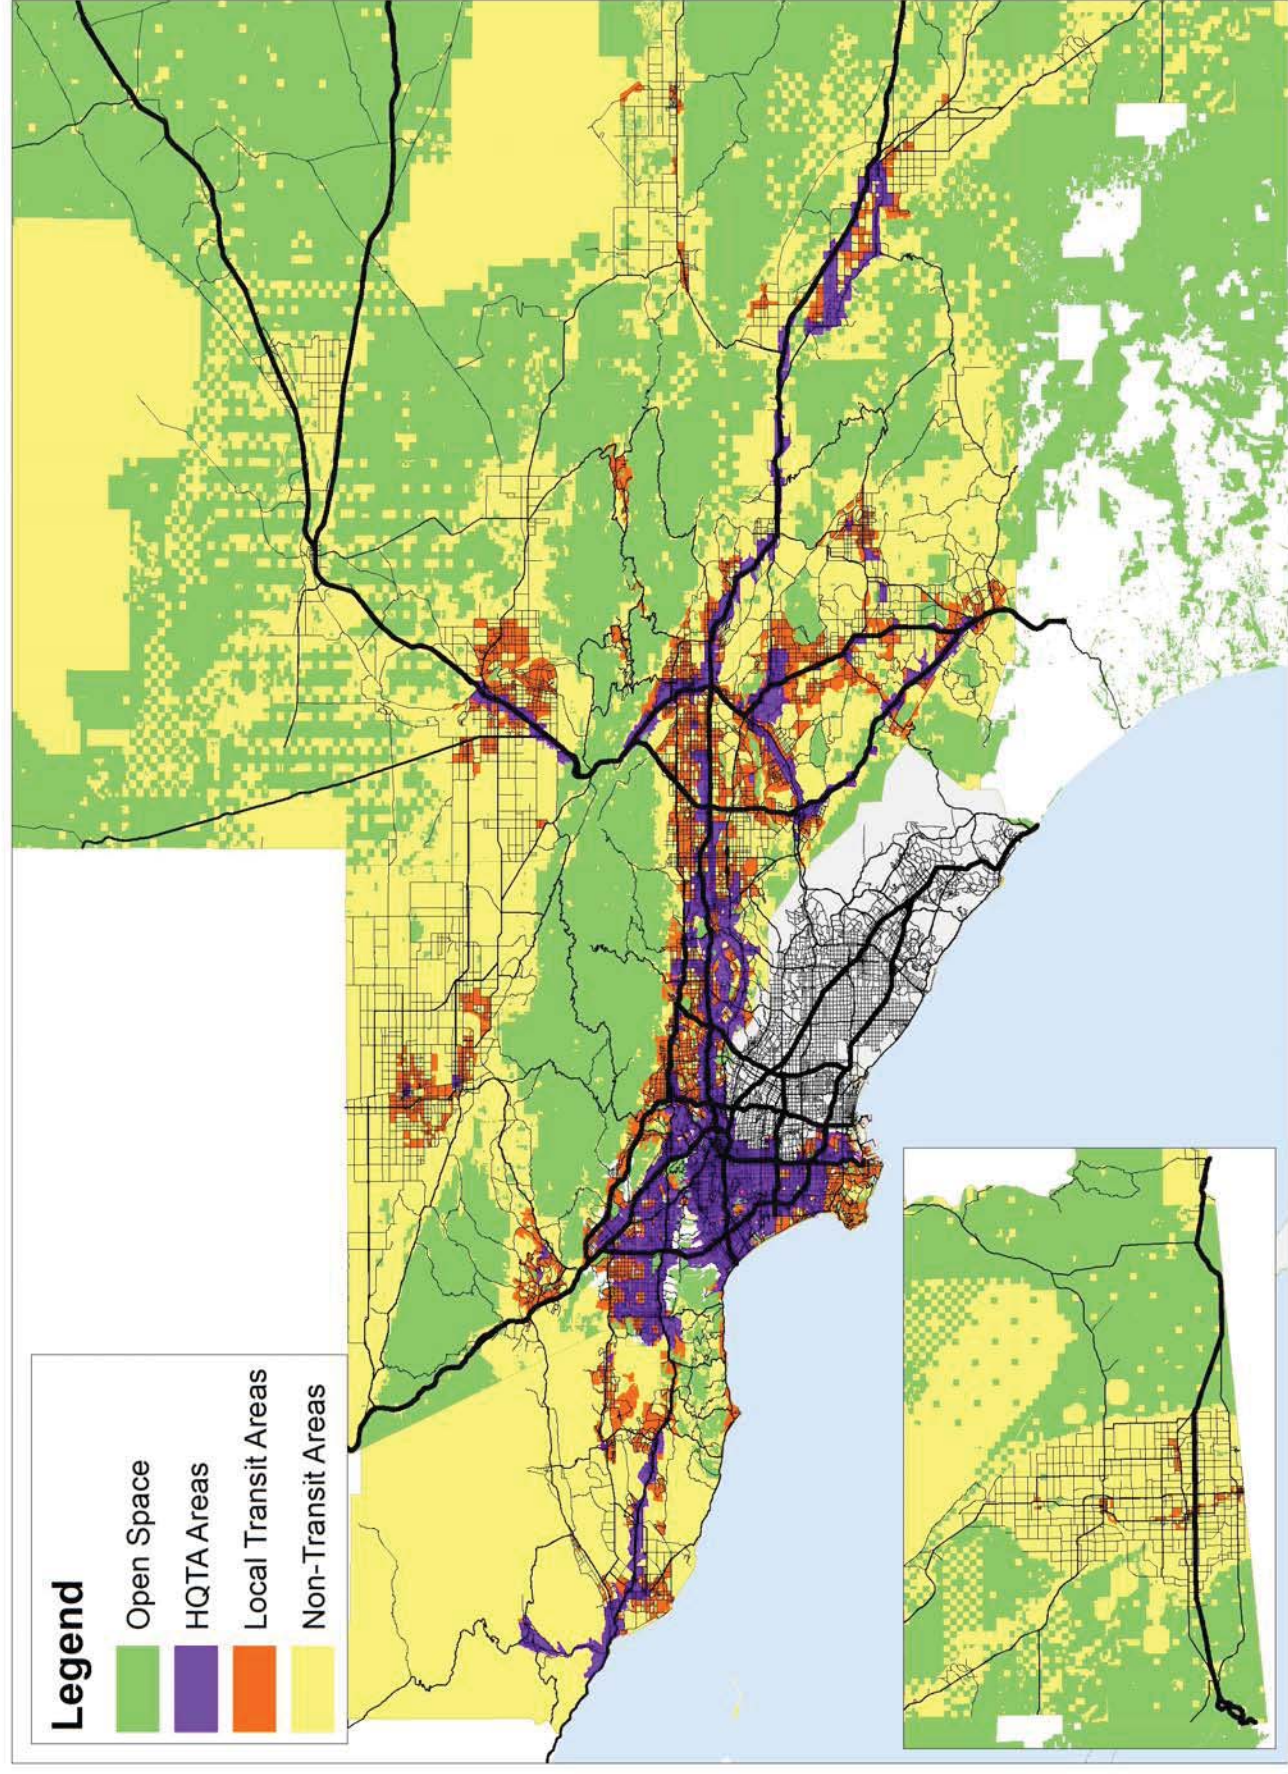 Legend
Open Space
HQTA Areas
Local Transit Areas
Non-Transit Areas